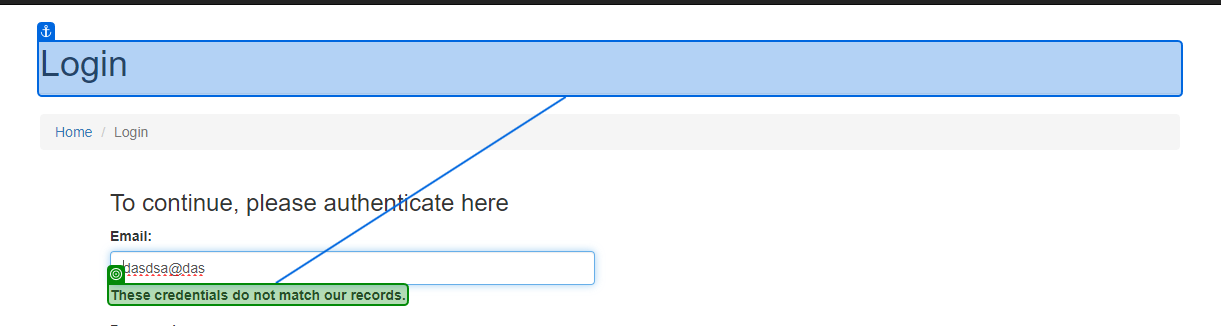 Login
Home / Login
To continue, please authenticate here
Email:
dasdsa@das
These credentials do not match our records.